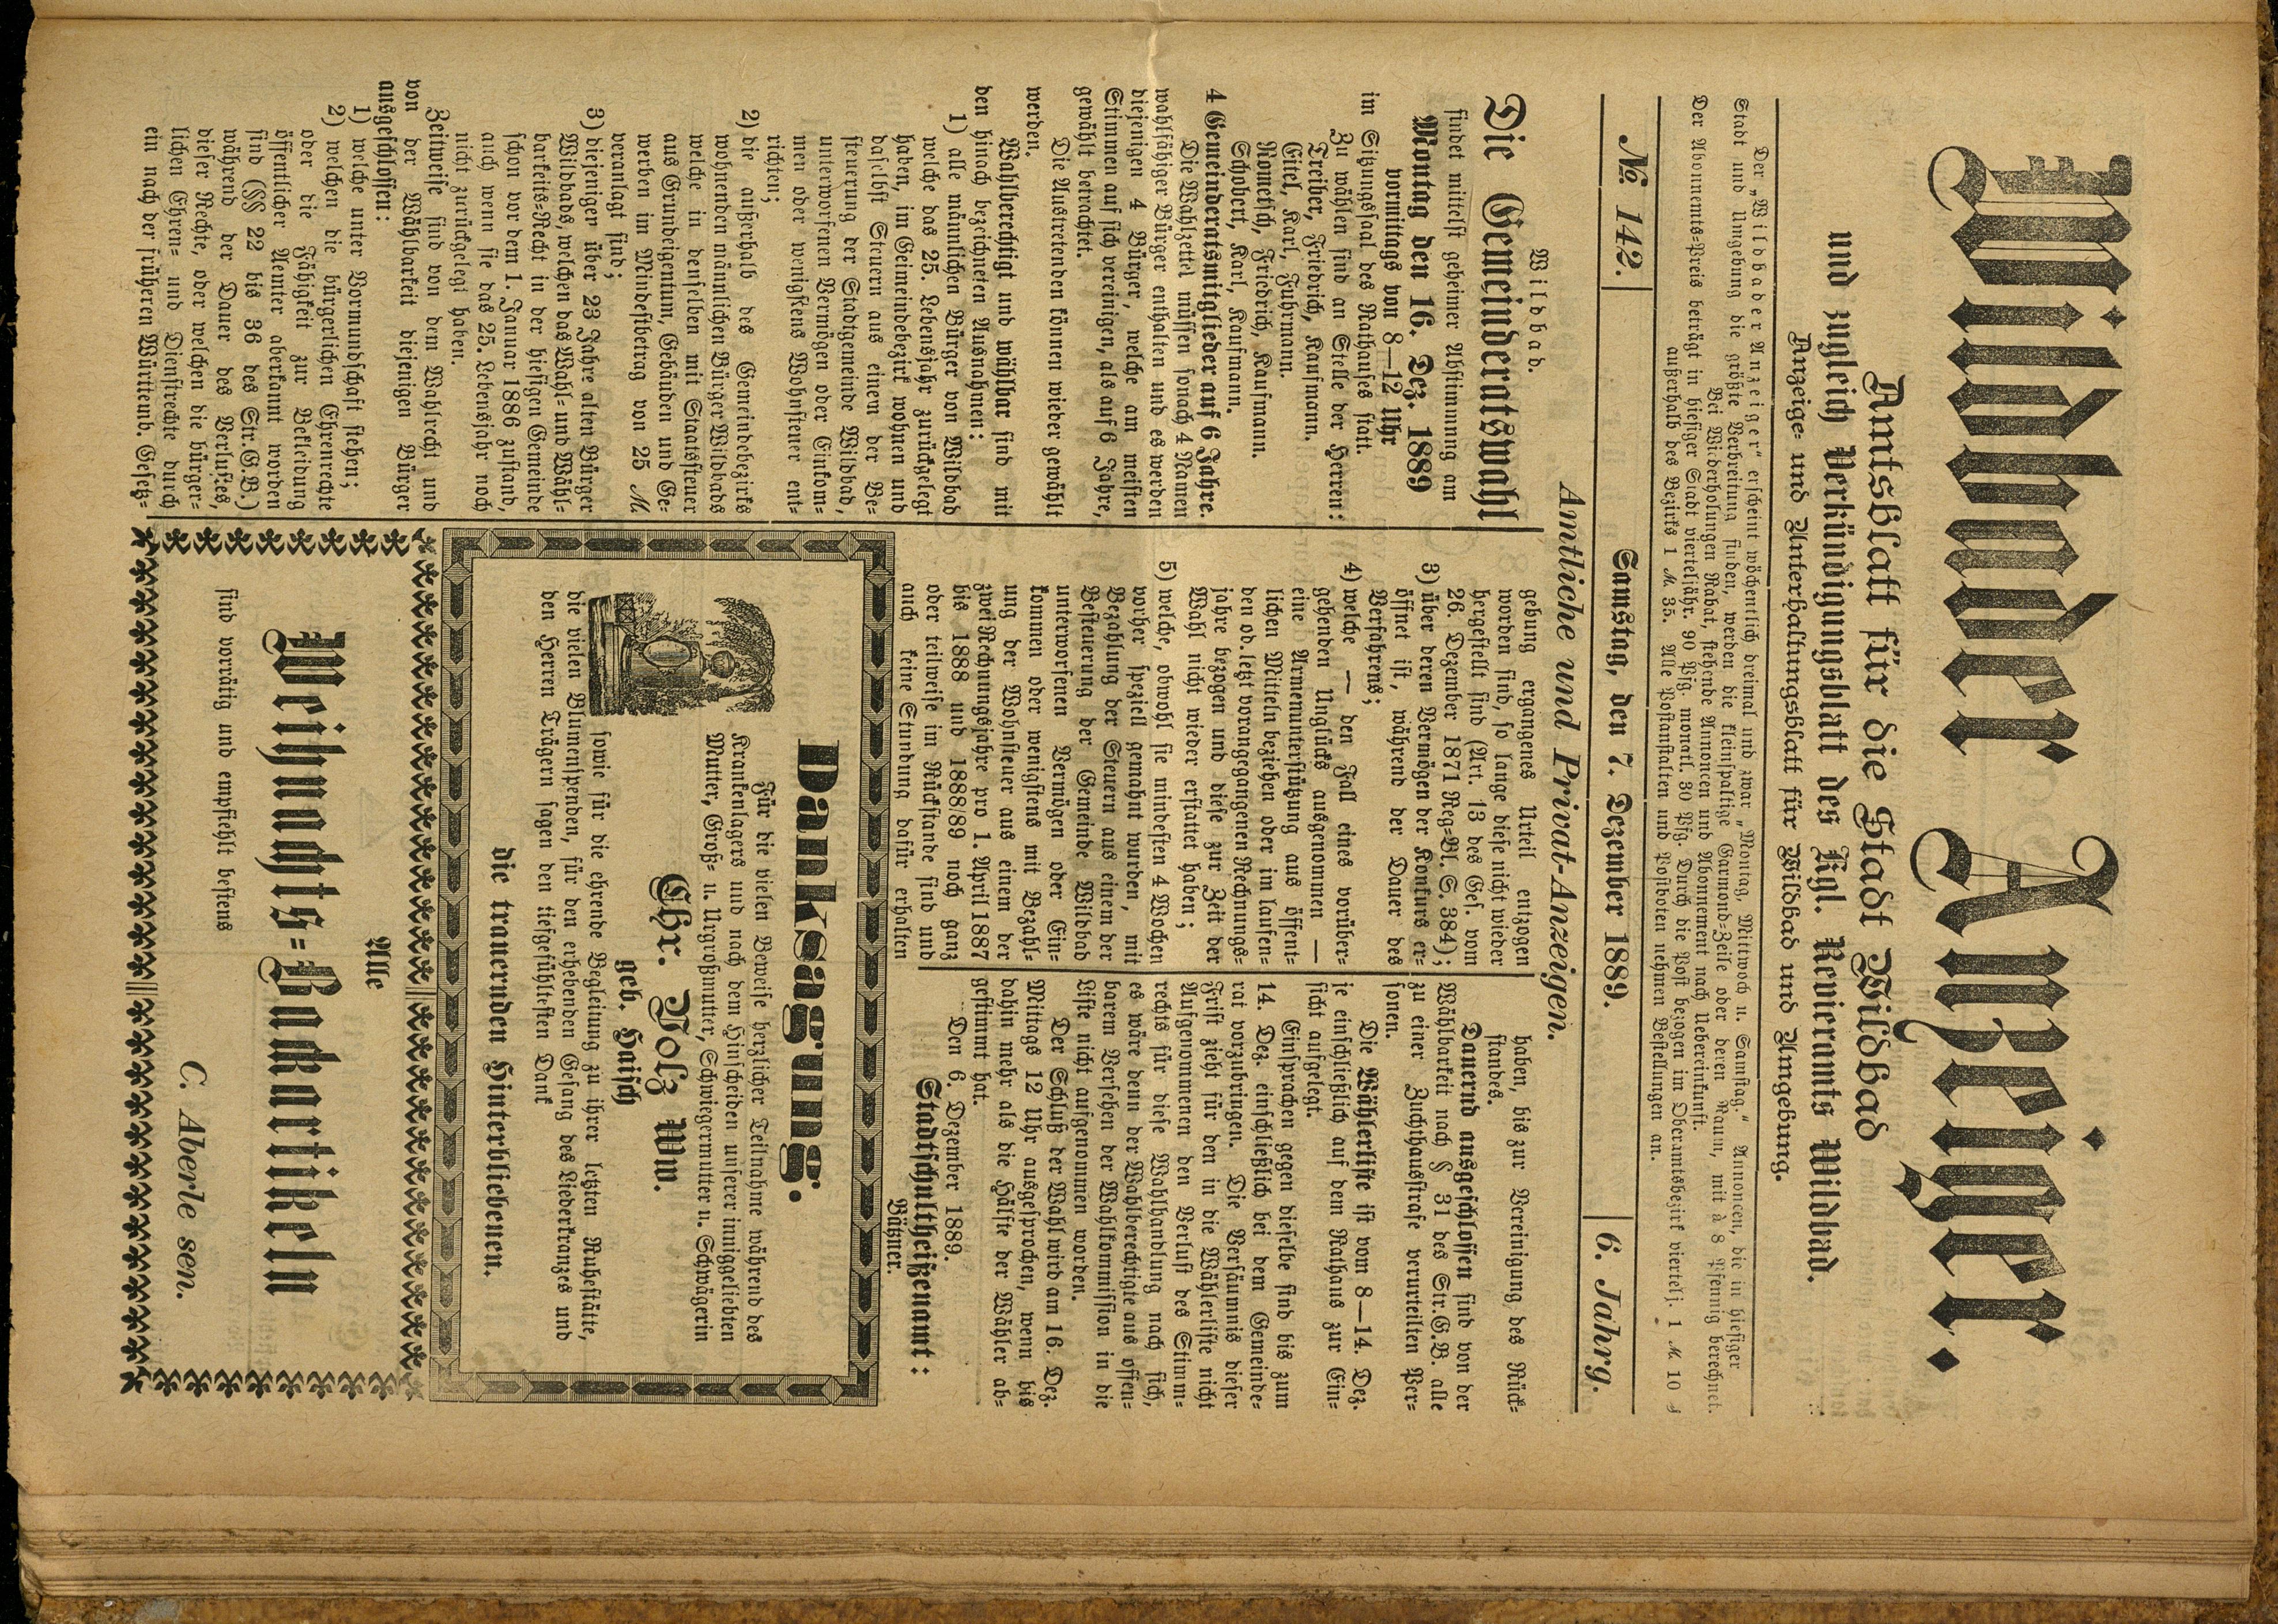 Wildbader Anzeiger.
Amtsblatt für die Stadt Wildbad
und zugleich Verkündigungsblatt des Kgl. Revieramts Wildbad.
Anzeige- und Unterhaltungsblatt für Wildbad und Umgebung.
Der „Wildbader Anzeiger“ erscheint wöchentlich dreimal und zwar „Montag, Mittwoch u. Samstag.“ Annoncen, die in hiesiger
Stadt und Umgebung die größte Verbreitung finden, werden die kleinspaltige Garmond-Zeile oder deren Raum, mit à 8 Pfennig berechnet.
Bei Wiederholungen Rabat, stehende Annoncen und Abonnement nach Uebereinkunft.
Der Abonnements-Preis beträgt in hiesiger Stadt vierteljähr. 90 Pfg. monatl. 30 Pfg. Durch die Post bezogen im Oberamtsbezirk viertelj. 1 M. 10 ₰
außerhalb des Bezirks 1 M. 35. Alle Postanstalten und Postboten nehmen Bestellungen an.
№. 142.
Samstag, den 7. Dezember 1889.
6. Jahrg.
Amtliche und Privat-Anzeigen.
Wildbad.
Die Gemeinderatswahl
findet mittelst geheimer Abstimmung am
Montag den 16. Dez. 1889
vormittags von 8—12 Uhr
im Sitzungssaal des Rathauses statt.
Zu wählen sind an Stelle der Herren:
Treiber, Friedrich, Kaufmann.
Eitel, Karl, Fuhrmann.
Rometsch, Friedrich, Kaufmann.
Schobert, Karl, Kaufmann.
4 Gemeinderatsmitglieder auf 6 Jahre.
Die Wahlzettel müssen sonach 4 Namen
wahlfähiger Bürger enthalten und es werden
diejenigen 4 Bürger, welche am meisten
Stimmen auf sich vereinigen, als auf 6 Jahre,
gewählt betrachtet.
Die Austretenden können wieder gewählt
werden.
Wahlberechtigt und wählbar sind mit
den hinach bezeichneten Ausnahmen:
1) alle männlichen Bürger von Wildbad
welche das 25. Lebensjahr zurückgelegt
haben, im Gemeindebezirk wohnen und
daselbst Steuern aus einem der Be-
steuerung der Stadtgemeinde Wildbad,
unterworfenen Vermögen oder Einkom-
men oder wenigstens Wohnsteuer ent-
richten;
2) die außerhalb des Gemeindebezirks
wohnenden männlichen Bürger Wildbads
welche in denselben mit Staatssteuer
aus Grundeigentum, Gebäuden und Ge-
werben im Mindestbetrag von 25 M
veranlagt sind;
3) diejenigen über 23 Jahre alten Bürger
Wildbads, welchen das Wahl- und Wähl-
barkeits-Recht in der hiesigen Gemeinde
schon vor dem 1. Januar 1886 zustand,
auch wenn sie das 25. Lebensjahr noch
nicht zurückgelegt haben.
Zeitweise sind von dem Wahlrecht und
von der Wählbarkeit diejenigen Bürger
ausgeschlossen:
1) welche unter Vormundschaft stehen;
2) welchen die bürgerlichen Ehrenrechte
oder die Fähigkeit zur Bekleidung
öffentlicher Aemter aberkannt worden
sind (§§ 22 bis 36 des Str.G.B.)
während der Dauer des Verlustes,
dieser Rechte, oder welchen die bürger-
lichen Ehren- und Dienstrechte durch
ein nach der früheren Württemb. Gesetz-
gebung ergangenes Urteil entzogen
worden sind, so lange diese nicht wieder
hergestellt sind (Art. 13 des Ges. vom
26. Dezember 1871 Reg-Bl. S. 384);
3) über deren Vermögen der Konkurs er-
öffnet ist, während der Dauer des
Verfahrens;
4) welche — den Fall eines vorüber-
gehenden Unglücks ausgenommen —
eine Armenunterstützung aus öffent-
lichen Mitteln beziehen oder im laufen-
den od. letzt vorangegangenen Rechnungs-
jahre bezogen und diese zur Zeit der
Wahl nicht wieder erstattet haben;
5) welche, obwohl sie mindesten 4 Wochen
vorher speziell gemahnt wurden, mit
Bezahlung der Steuern aus einem der
Besteuerung der Gemeinde Wildbad
unterworfenen Vermögen oder Ein-
kommen oder wenigstens mit Bezahl-
ung der Wohnsteuer aus einem der
zwei Rechnungsjahre pro 1. April 1887
bis 1888 und 188889 noch ganz
oder teilweise im Rückstande sind und
auch keine Stundung dafür erhalten
haben, bis zur Vereinigung des Rück-
standes.
Dauernd ausgeschlossen sind von der
Wählbarkeit nach § 31 des Str.G.B. alle
zu einer Zuchthausstrafe verurteilten Per-
sonen.
Die Wählerliste ist vom 8—14. Dez.
je einschließlich auf dem Rathaus zur Ein-
sicht aufgelegt.
Einsprachen gegen dieselbe sind bis zum
14. Dez. einschließlich bei dem Gemeinde-
rat vorzubringen. Die Versäumnis dieser
Frist zieht für den in die Wählerliste nicht
Aufgenommenen den Verlust des Stimm-
rechts für diese Wahlhandlung nach sich,
es wäre denn der Wahlberechtigte aus offen-
barem Versehen der Wahlkommission in die
Liste nicht aufgenommen worden.
Der Schluß der Wahl wird am 16. Dez.
Mittags 12 Uhr ausgesprochen, wenn bis
dahin mehr als die Hälfte der Wähler ab-
gestimmt hat.
Den 6. Dezember 1889.
Stadtschultheißenamt:
Bätzner.
Danksagung.
Für die vielen Beweise herzlicher Teilnahme während des
Krankenlagers und nach dem Hinscheiden unserer inniggeliebten
Mutter, Groß- u. Urgroßmutter, Schwiegermutter u. Schwägerin
Chr. Volz Ww.
geb. Haisch
sowie für die ehrende Begleitung zu ihrer letzten Ruhestätte,
die vielen Blumenspenden, für den erhebenden Gesang des Liederkranzes und
den Herren Trägern sagen den tiefgefühltesten Dank
die trauernden Hinterbliebenen.
Alle
Weihnachts-Backartikeln
sind vorrätig und empfiehlt bestens
C. Aberle sen.